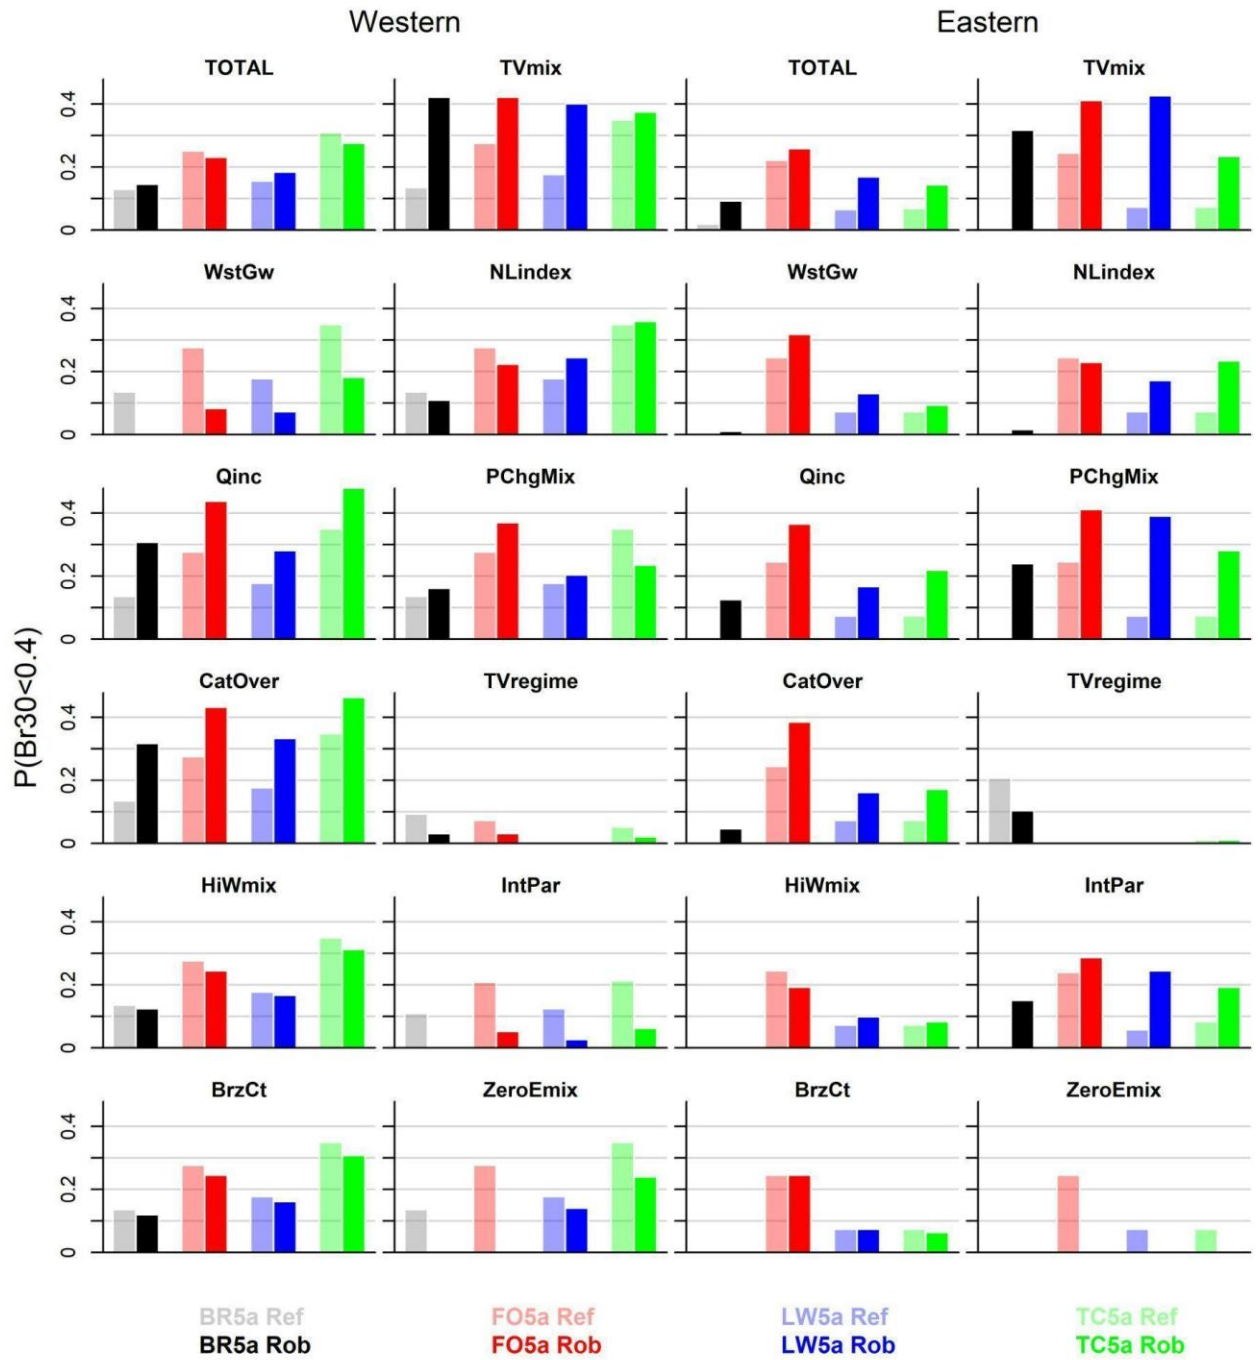 Western Eastern
TOTAL TVmix TOTAL TVmix
0.4
0.2
0
WstGw NLindex WstGw NLindex
0.4
0.2
0
Qinc PChgMix Qinc PChgMix
0.4
0.2
0
P(Br30<0.4)
CatOver TVregime CatOver TVregime
0.4
0.2
0
HiWmix IntPar HiWmix IntPar
0.4
0.2
0
BrzCt ZeroEmix BrzCt ZeroEmix
0.4
0.2
0
BR5a Ref FO5a Ref LW5a Ref TC5a Ref
BR5a Rob FO5a Rob LW5a Rob TC5a Rob